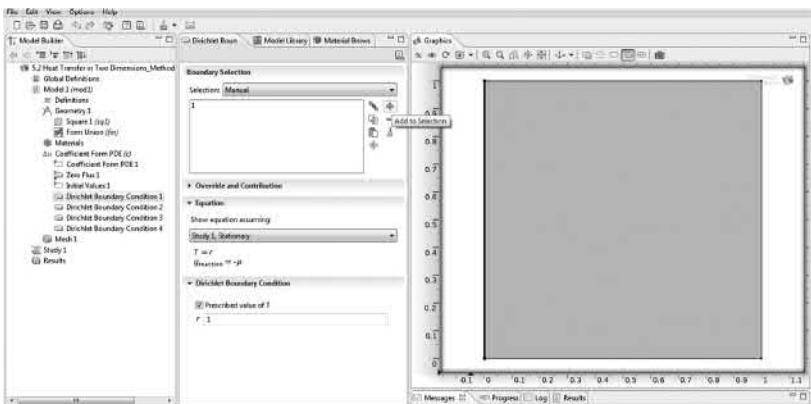 File Edit View Options Help
Model Builder
5.2 Heat Transfer in Two Dimensions_Method
Global Definitions
Model 1 (mod1)
Definitions
Geometry 1
Square 1 (sq1)
Form Union (fin)
Materials
Coefficient Form PDE (c)
Coefficient Form PDE 1
Zero Flux 1
Initial Values 1
Dirichlet Boundary Condition 1
Dirichlet Boundary Condition 2
Dirichlet Boundary Condition 3
Dirichlet Boundary Condition 4
Mesh 1
Study 1
Results
Dirichlet Boun
Model Library
Material Brows
Boundary Selection
Selection: Manual
1
Add to Selection
Override and Contribution
Equation
Show equation assuming:
Study 1, Stationary
T = r
g_reaction = -μ
Dirichlet Boundary Condition
Prescribed value of T
r 1
Graphics
1
0.9
0.8
0.7
0.6
0.5
0.4
0.3
0.2
0.1
0
0.1 0 0.1 0.2 0.3 0.4 0.5 0.6 0.7 0.8 0.9 1 1.1
Messages Progress Log Results